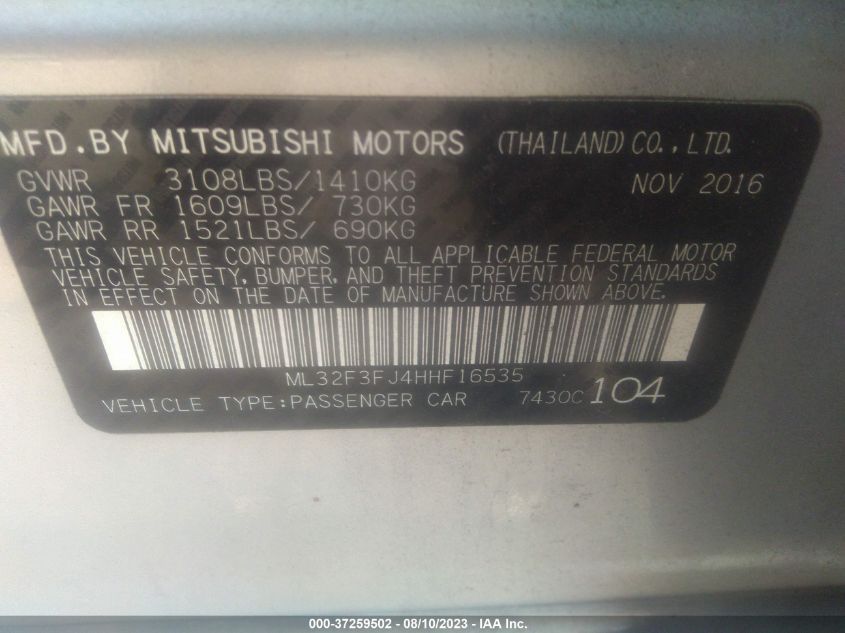 MFD.BY MITSUBISHI MOTORS (THAILAND)CO.,LTD.
GVWR 3108LBS/1410KG NOV 2016
GAWR FR 1609LBS/ 730KG
GAWR RR 1521LBS/ 690KG
THIS VEHICLE CONFORMS TO ALL APPLICABLE FEDERAL MOTOR
VEHICLE SAFETY, BUMPER, AND THEFT PREVENTION STANDARDS
IN EFFECT ON THE DATE OF MANUFACTURE SHOWN ABOVE.
ML32F3FJ4HHF16535
VEHICLE TYPE:PASSENGER CAR 7430C 104
000-37259502 - 08/10/2023 - IAA Inc.